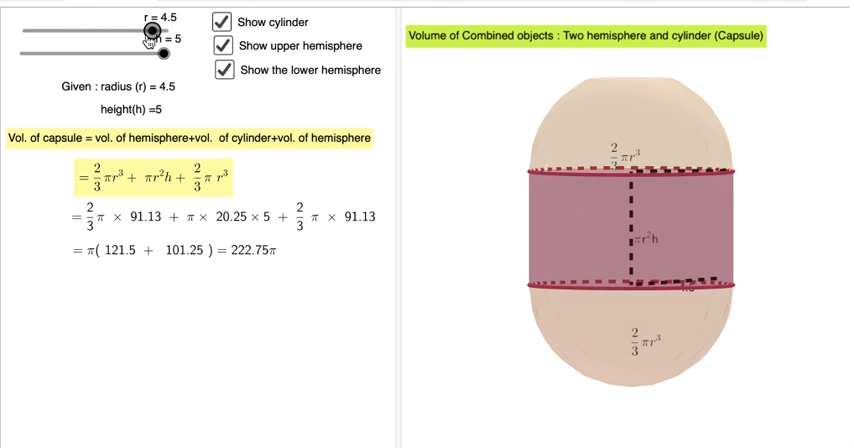 r = 4.5
h = 5
Show cylinder
Show upper hemisphere
Show the lower hemisphere
Given : radius (r) = 4.5
height(h) =5
Vol. of capsule = vol. of hemisphere+vol. of cylinder+vol. of hemisphere
= 2/3 πr³ + πr²h + 2/3 π r³
= 2/3 π × 91.13 + π × 20.25 × 5 + 2/3 π × 91.13
= π( 121.5 + 101.25 ) = 222.75π
Volume of Combined objects : Two hemisphere and cylinder (Capsule)
2/3 πr³
πr²h
2/3 πr³